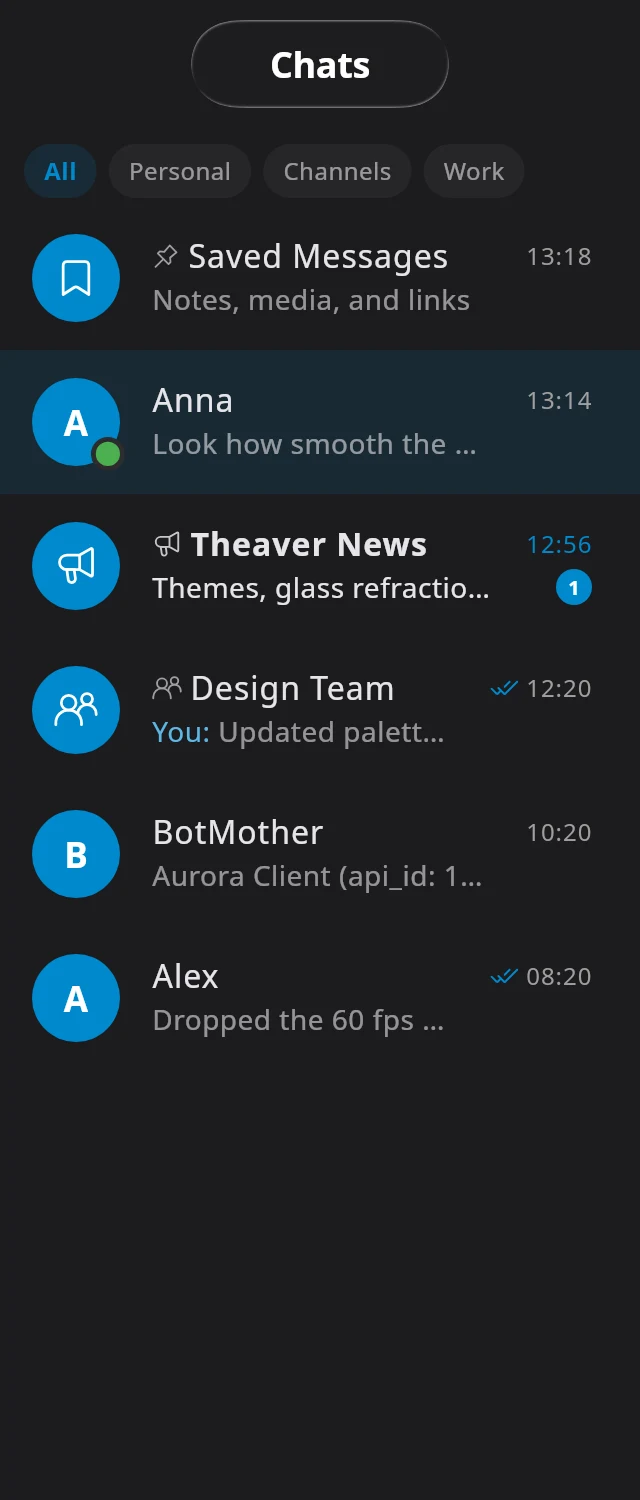 Chats
All Personal Channels Work
Saved Messages 13:18
Notes, media, and links
A
Anna 13:14
Look how smooth the ...
Theaver News 12:56
Themes, glass refractio... 1
Design Team 12:20
You: Updated palett...
B
BotMother 10:20
Aurora Client (api_id: 1...
A
Alex 08:20
Dropped the 60 fps ...